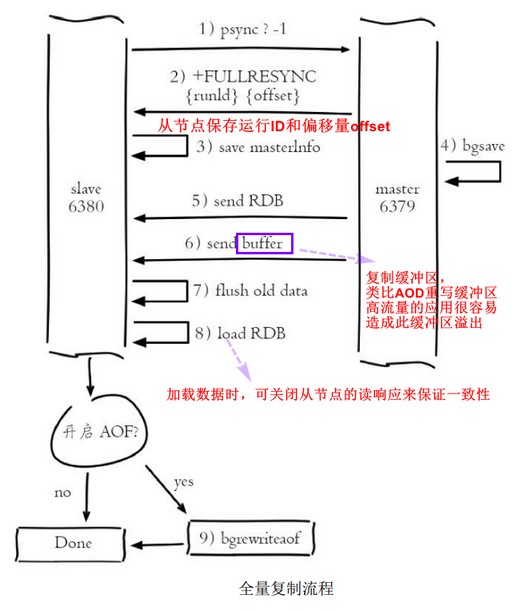 1) psync ? -1
2) +FULLRESYNC
{runId} {offset}
从节点保存运行ID和偏移量offset
3) save masterInfo
4) bgsave
slave
6380
master
6379
5) send RDB
6) send buffer
复制缓冲区，
类比AOD重写缓冲区
高流量的应用很容易
造成此缓冲区溢出
7) flush old data
8) load RDB
加载数据时，可关闭从节点的读响应来保证一致性
开启 AOF?
no
yes
Done
9) bgrewriteaof
全量复制流程